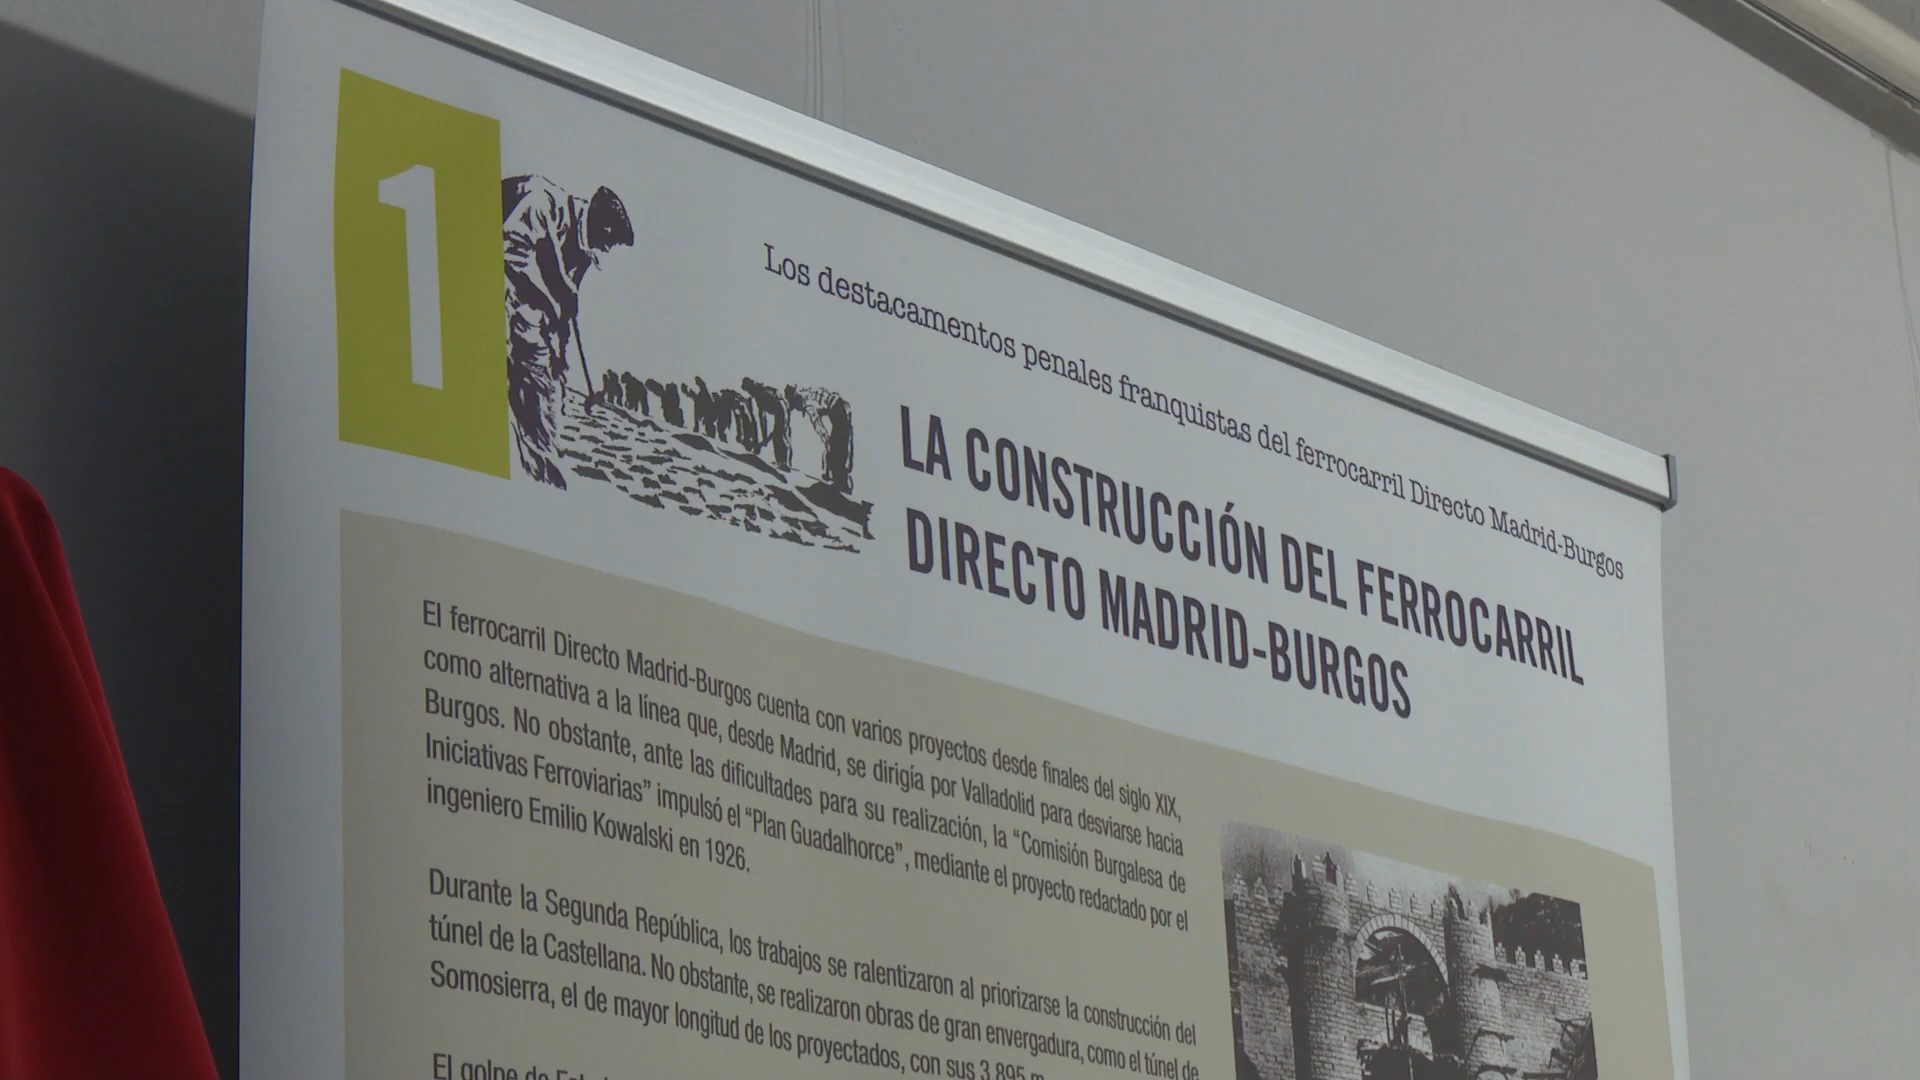 1
Los destacamentos penales franquistas del ferrocarril Directo Madrid-Burgos
LA CONSTRUCCIÓN DEL FERROCARRIL
DIRECTO MADRID-BURGOS
El ferrocarril Directo Madrid-Burgos cuenta con varios proyectos desde finales del siglo XIX,
como alternativa a la línea que, desde Madrid, se dirigía por Valladolid para desviarse hacia
Burgos. No obstante, ante las dificultades para su realización, la “Comisión Burgalesa de
Iniciativas Ferroviarias” impulsó el “Plan Guadalhorce”, mediante el proyecto redactado por el
ingeniero Emilio Kowalski en 1926.
Durante la Segunda República, los trabajos se ralentizaron al priorizarse la construcción del
túnel de la Castellana. No obstante, se realizaron obras de gran envergadura, como el túnel de
Somosierra, el de mayor longitud de los proyectados, con sus 3.895 m
El golpe de